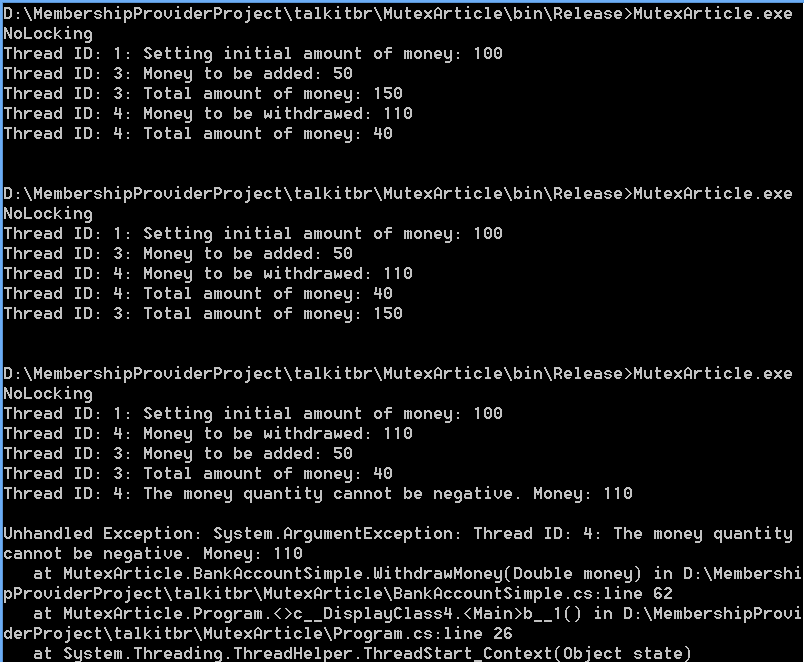 D:\MembershipProviderProject\talkitbr\MutexArticle\bin\Release>MutexArticle.exe
NoLocking
Thread ID: 1: Setting initial amount of money: 100
Thread ID: 3: Money to be added: 50
Thread ID: 3: Total amount of money: 150
Thread ID: 4: Money to be withdrawed: 110
Thread ID: 4: Total amount of money: 40
D:\MembershipProviderProject\talkitbr\MutexArticle\bin\Release>MutexArticle.exe
NoLocking
Thread ID: 1: Setting initial amount of money: 100
Thread ID: 3: Money to be added: 50
Thread ID: 4: Money to be withdrawed: 110
Thread ID: 4: Total amount of money: 40
Thread ID: 3: Total amount of money: 150
D:\MembershipProviderProject\talkitbr\MutexArticle\bin\Release>MutexArticle.exe
NoLocking
Thread ID: 1: Setting initial amount of money: 100
Thread ID: 4: Money to be withdrawed: 110
Thread ID: 3: Money to be added: 50
Thread ID: 3: Total amount of money: 40
Thread ID: 4: The money quantity cannot be negative. Money: 110
Unhandled Exception: System.ArgumentException: Thread ID: 4: The money quantity
cannot be negative. Money: 110
   at MutexArticle.BankAccountSimple.WithdrawMoney(Double money) in D:\Membershi
pProviderProject\talkitbr\MutexArticle\BankAccountSimple.cs:line 62
   at MutexArticle.Program.<>c__DisplayClass4.<Main>b__1() in D:\MembershipProvi
derProject\talkitbr\MutexArticle\Program.cs:line 26
   at System.Threading.ThreadHelper.ThreadStart_Context(Object state)